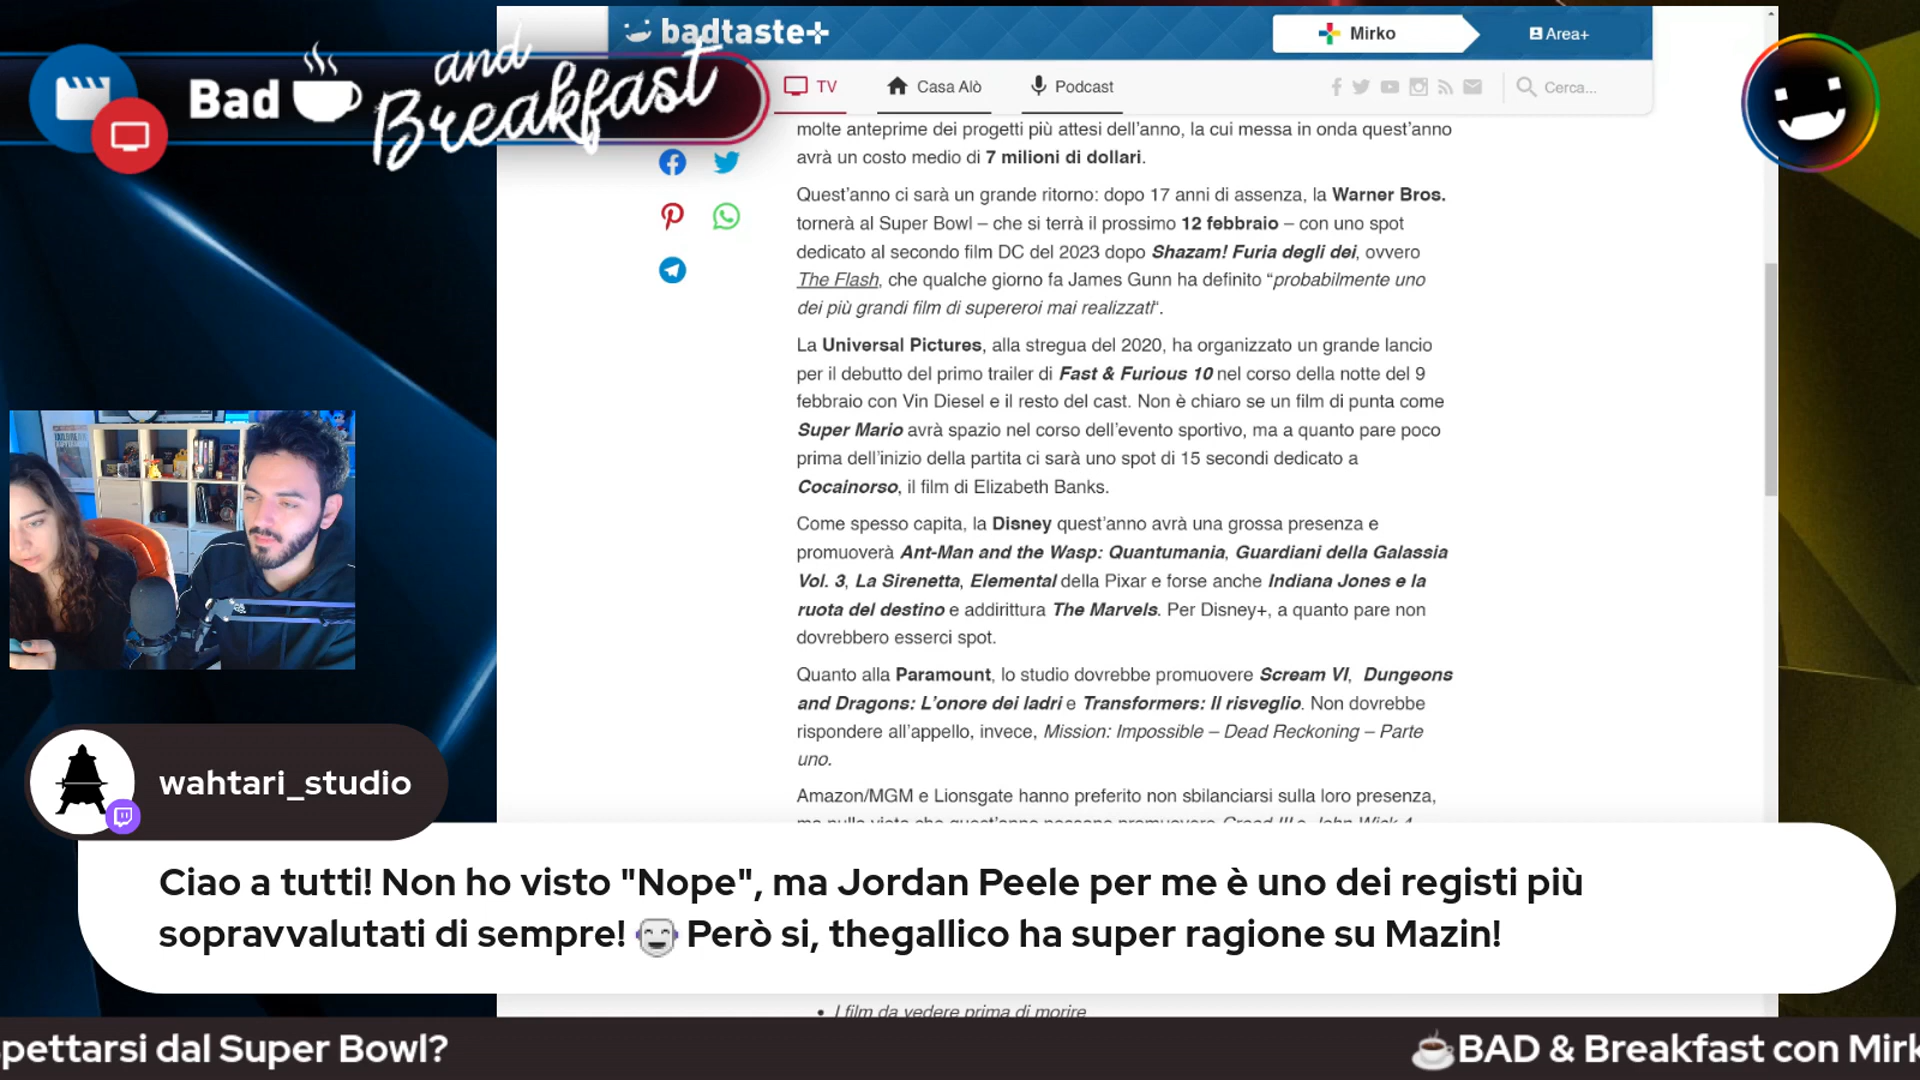 badtaste+
Mirko
Area+
Bad and Breakfast
TV
Casa Alò
Podcast
Cerca...
molte anteprime dei progetti più attesi dell'anno, la cui messa in onda quest'anno
avrà un costo medio di 7 milioni di dollari.
Quest'anno ci sarà un grande ritorno: dopo 17 anni di assenza, la Warner Bros.
tornerà al Super Bowl – che si terrà il prossimo 12 febbraio – con uno spot
dedicato al secondo film DC del 2023 dopo Shazam! Furia degli dei, ovvero
The Flash, che qualche giorno fa James Gunn ha definito “probabilmente uno
dei più grandi film di supereroi mai realizzati“.
La Universal Pictures, alla stregua del 2020, ha organizzato un grande lancio
per il debutto del primo trailer di Fast & Furious 10 nel corso della notte del 9
febbraio con Vin Diesel e il resto del cast. Non è chiaro se un film di punta come
Super Mario avrà spazio nel corso dell'evento sportivo, ma a quanto pare poco
prima dell'inizio della partita ci sarà uno spot di 15 secondi dedicato a
Cocainorso, il film di Elizabeth Banks.
Come spesso capita, la Disney quest'anno avrà una grossa presenza e
promuoverà Ant-Man and the Wasp: Quantumania, Guardiani della Galassia
Vol. 3, La Sirenetta, Elemental della Pixar e forse anche Indiana Jones e la
ruota del destino e addirittura The Marvels. Per Disney+, a quanto pare non
dovrebbero esserci spot.
Quanto alla Paramount, lo studio dovrebbe promuovere Scream VI, Dungeons
and Dragons: L'onore dei ladri e Transformers: Il risveglio. Non dovrebbe
rispondere all'appello, invece, Mission: Impossible – Dead Reckoning – Parte
uno.
Amazon/MGM e Lionsgate hanno preferito non sbilanciarsi sulla loro presenza,
ma nulla vieta che quest'anno possano promuovere Creed III e John Wick 4
wahtari_studio
Ciao a tutti! Non ho visto "Nope", ma Jordan Peele per me è uno dei registi più
sopravvalutati di sempre! Però si, thegallico ha super ragione su Mazin!
• I film da vedere prima di morire
spettarsi dal Super Bowl?
BAD & Breakfast con Mirk